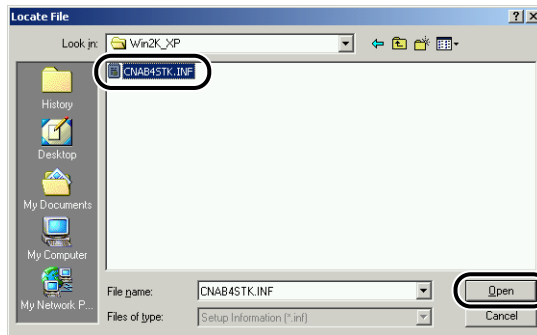 Locate File
Look in:
Win2K_XP
CNAB4STK.INF
History
Desktop
My Documents
My Computer
My Network P...
File name:
CNAB4STK.INF
Open
Files of type:
Setup Information (*.inf)
Cancel